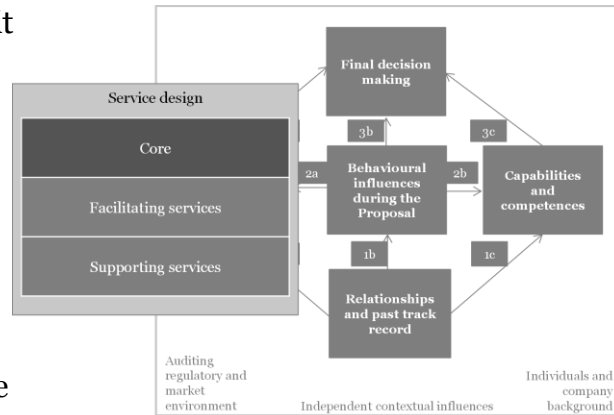 it
Final decision
making
Service design
Core
3b
3c
2a
Behavioural
influences
during the
Proposal
2b
Capabilities
and
competences
Facilitating services
Supporting services
1b
1c
Relationships
and past track
record
Auditing
regulatory and
market
environment
Independent contextual influences
Individuals and
company
background
e